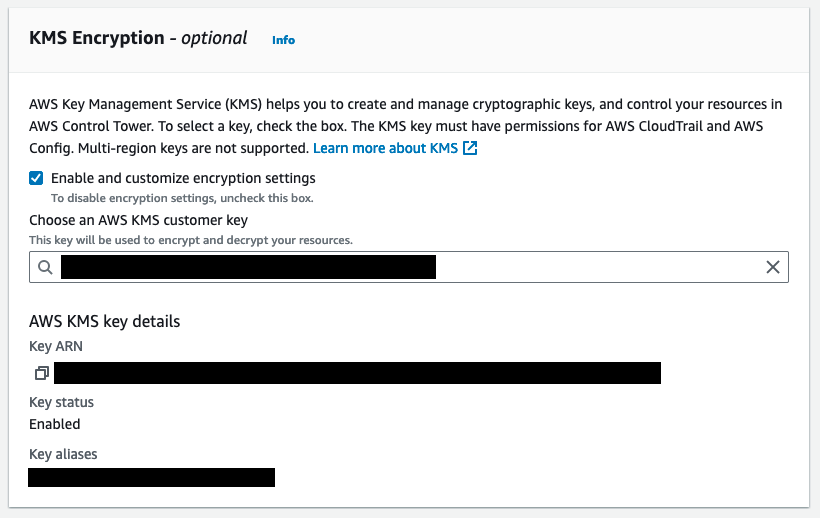 KMS Encryption - optional Info
AWS Key Management Service (KMS) helps you to create and manage cryptographic keys, and control your resources in
AWS Control Tower. To select a key, check the box. The KMS key must have permissions for AWS CloudTrail and AWS
Config. Multi-region keys are not supported. Learn more about KMS
Enable and customize encryption settings
To disable encryption settings, uncheck this box.
Choose an AWS KMS customer key
This key will be used to encrypt and decrypt your resources.
AWS KMS key details
Key ARN
Key status
Enabled
Key aliases